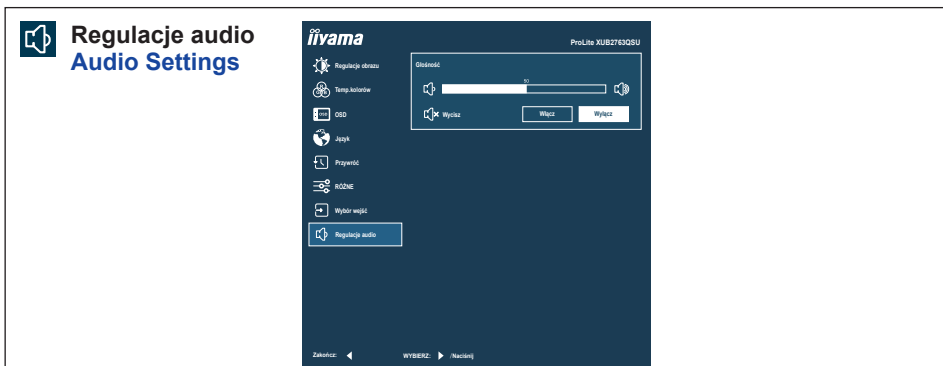 Regulacje audio
Audio Settings
iiyama
ProLite XUB2763QSU
Regulacje obrazu
Temp.kolorów
OSD
OSD
Język
Przywróć
RÓŻNE
Wybór wejść
Regulacje audio
Głośność
50
Wycisz
Włącz
Wyłącz
Zakończ:
WYBIERZ: /Naciśnij